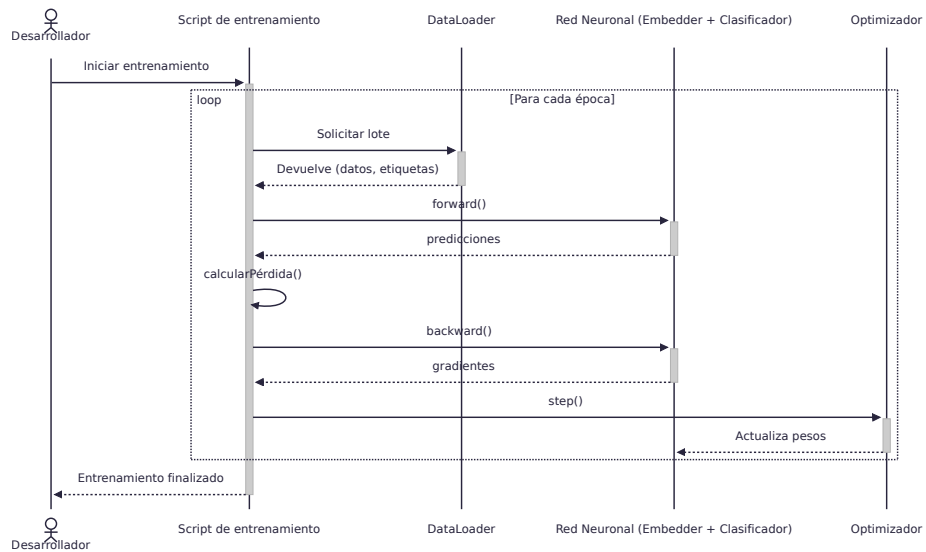 Desarrollador
Script de entrenamiento
DataLoader
Red Neuronal (Embedder + Clasificador)
Optimizador
Iniciar entrenamiento
loop
[Para cada época]
Solicitar lote
Devuelve (datos, etiquetas)
forward()
predicciones
calcularPérdida()
backward()
gradientes
step()
Actualiza pesos
Entrenamiento finalizado
Desarrollador
Script de entrenamiento
DataLoader
Red Neuronal (Embedder + Clasificador)
Optimizador